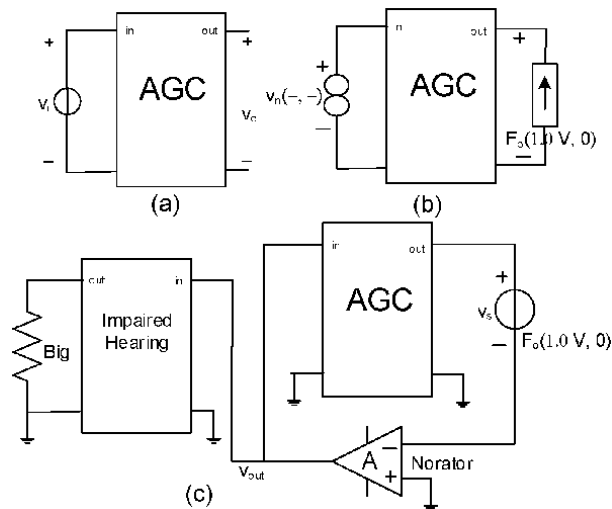 in out
+ +
AGC
vᵢ vₒ
− −
(a)
n out
+ +
AGC
vₙ(−, −)
− −
Fₒ(1.0 V, 0)
(b)
in out
AGC
+
vₛ
Fₒ(1.0 V, 0)
−
out in
Impaired
Hearing
Big
A − Norator
+
vout
(c)